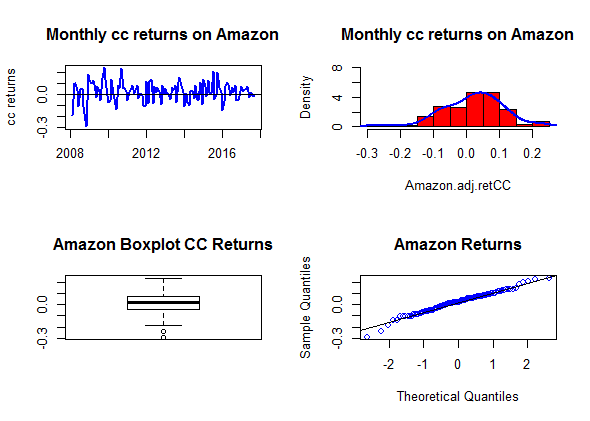 Monthly cc returns on Amazon
cc returns
0.0
-0.3
2008 2012 2016
Monthly cc returns on Amazon
Density
8
4
0
-0.3 -0.2 -0.1 0.0 0.1 0.2
Amazon.adj.retCC
Amazon Boxplot CC Returns
0.0
-0.3
Amazon Returns
Sample Quantiles
0.0
-0.3
-2 -1 0 1 2
Theoretical Quantiles